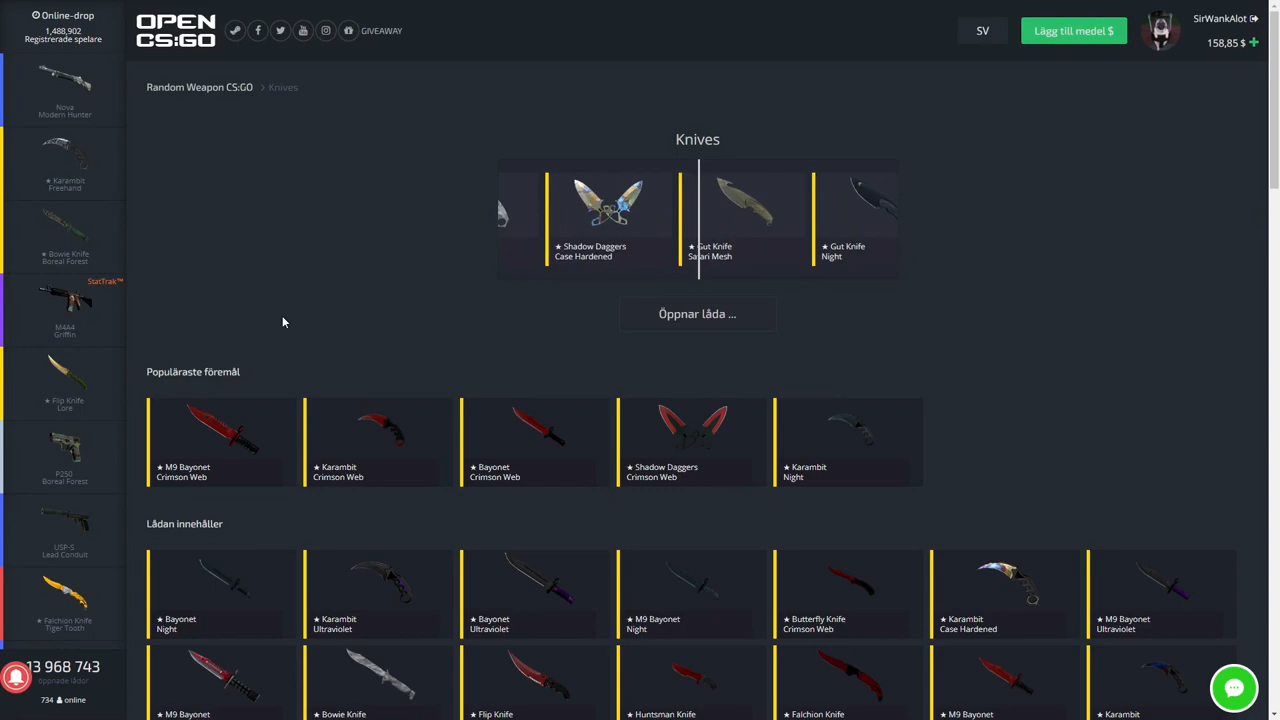 Online-drop
1,488,902
Registrerade spelare
OPEN
CS:GO
GIVEAWAY
SV
Lägg till medel $
SirWankAlot
158,85 $
Random Weapon CS:GO
Knives
Nova
Modern Hunter
★ Karambit
Freehand
★ Bowie Knife
Boreal Forest
StatTrak™
M4A4
Griffin
★ Flip Knife
Lore
P250
Boreal Forest
USP-S
Lead Conduit
★ Falchion Knife
Tiger Tooth
13 968 743
öppnade lådor
734 online
Knives
★ Shadow Daggers
Case Hardened
★ Gut Knife
Safari Mesh
★ Gut Knife
Night
Öppnar låda ...
Populäraste föremål
★ M9 Bayonet
Crimson Web
★ Karambit
Crimson Web
★ Bayonet
Crimson Web
★ Shadow Daggers
Crimson Web
★ Karambit
Night
Lådan innehåller
★ Bayonet
Night
★ Karambit
Ultraviolet
★ Bayonet
Ultraviolet
★ M9 Bayonet
Night
★ Butterfly Knife
Crimson Web
★ Karambit
Case Hardened
★ M9 Bayonet
Ultraviolet
★ M9 Bayonet
★ Bowie Knife
★ Flip Knife
★ Huntsman Knife
★ Falchion Knife
★ M9 Bayonet
★ Karambit